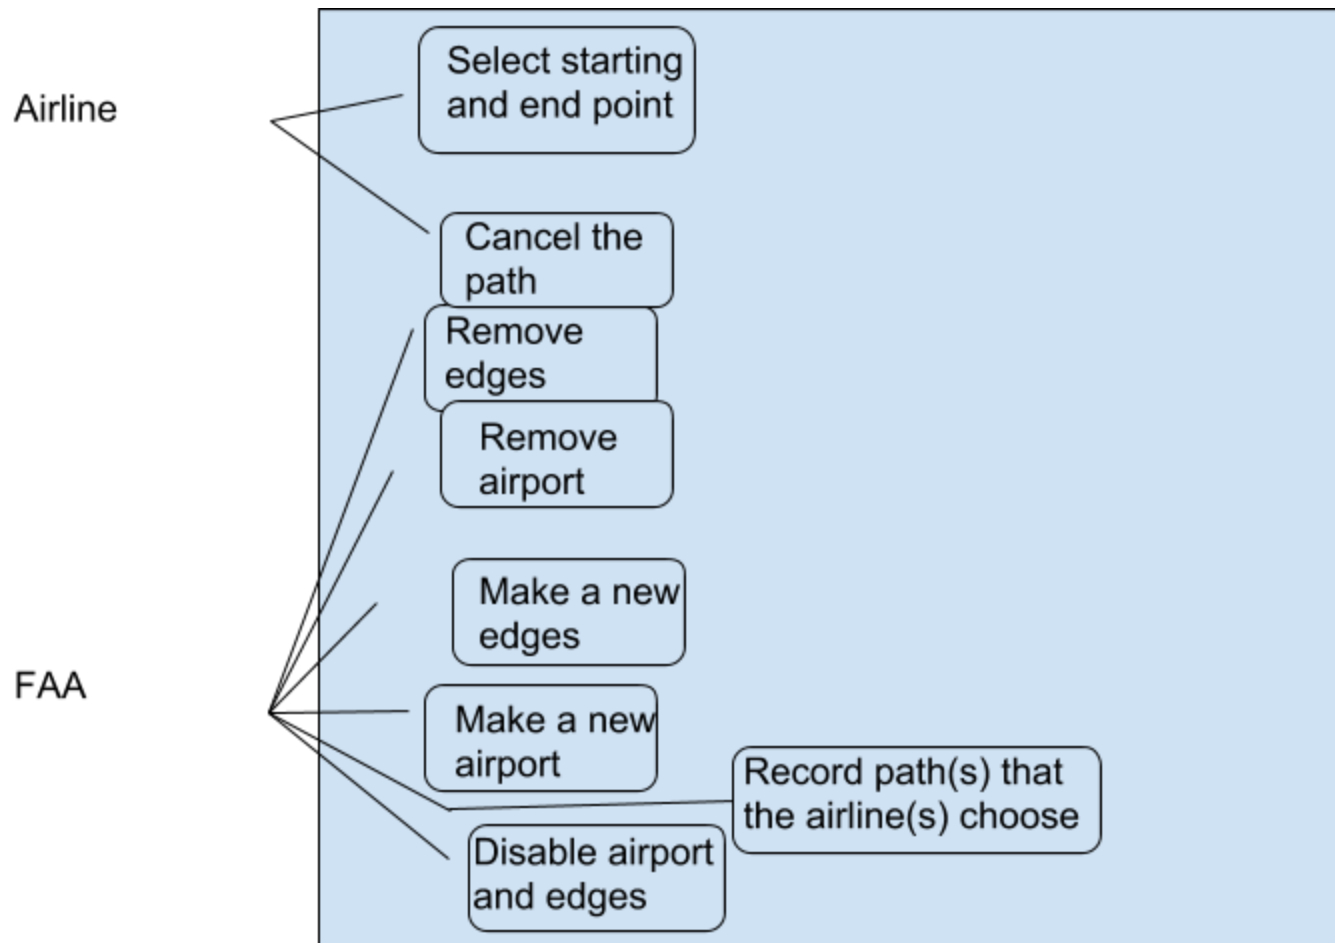 Select starting
and end point
Airline
Cancel the
path
Remove
edges
Remove
airport
Make a new
edges
FAA
Make a new
airport
Record path(s) that
the airline(s) choose
Disable airport
and edges